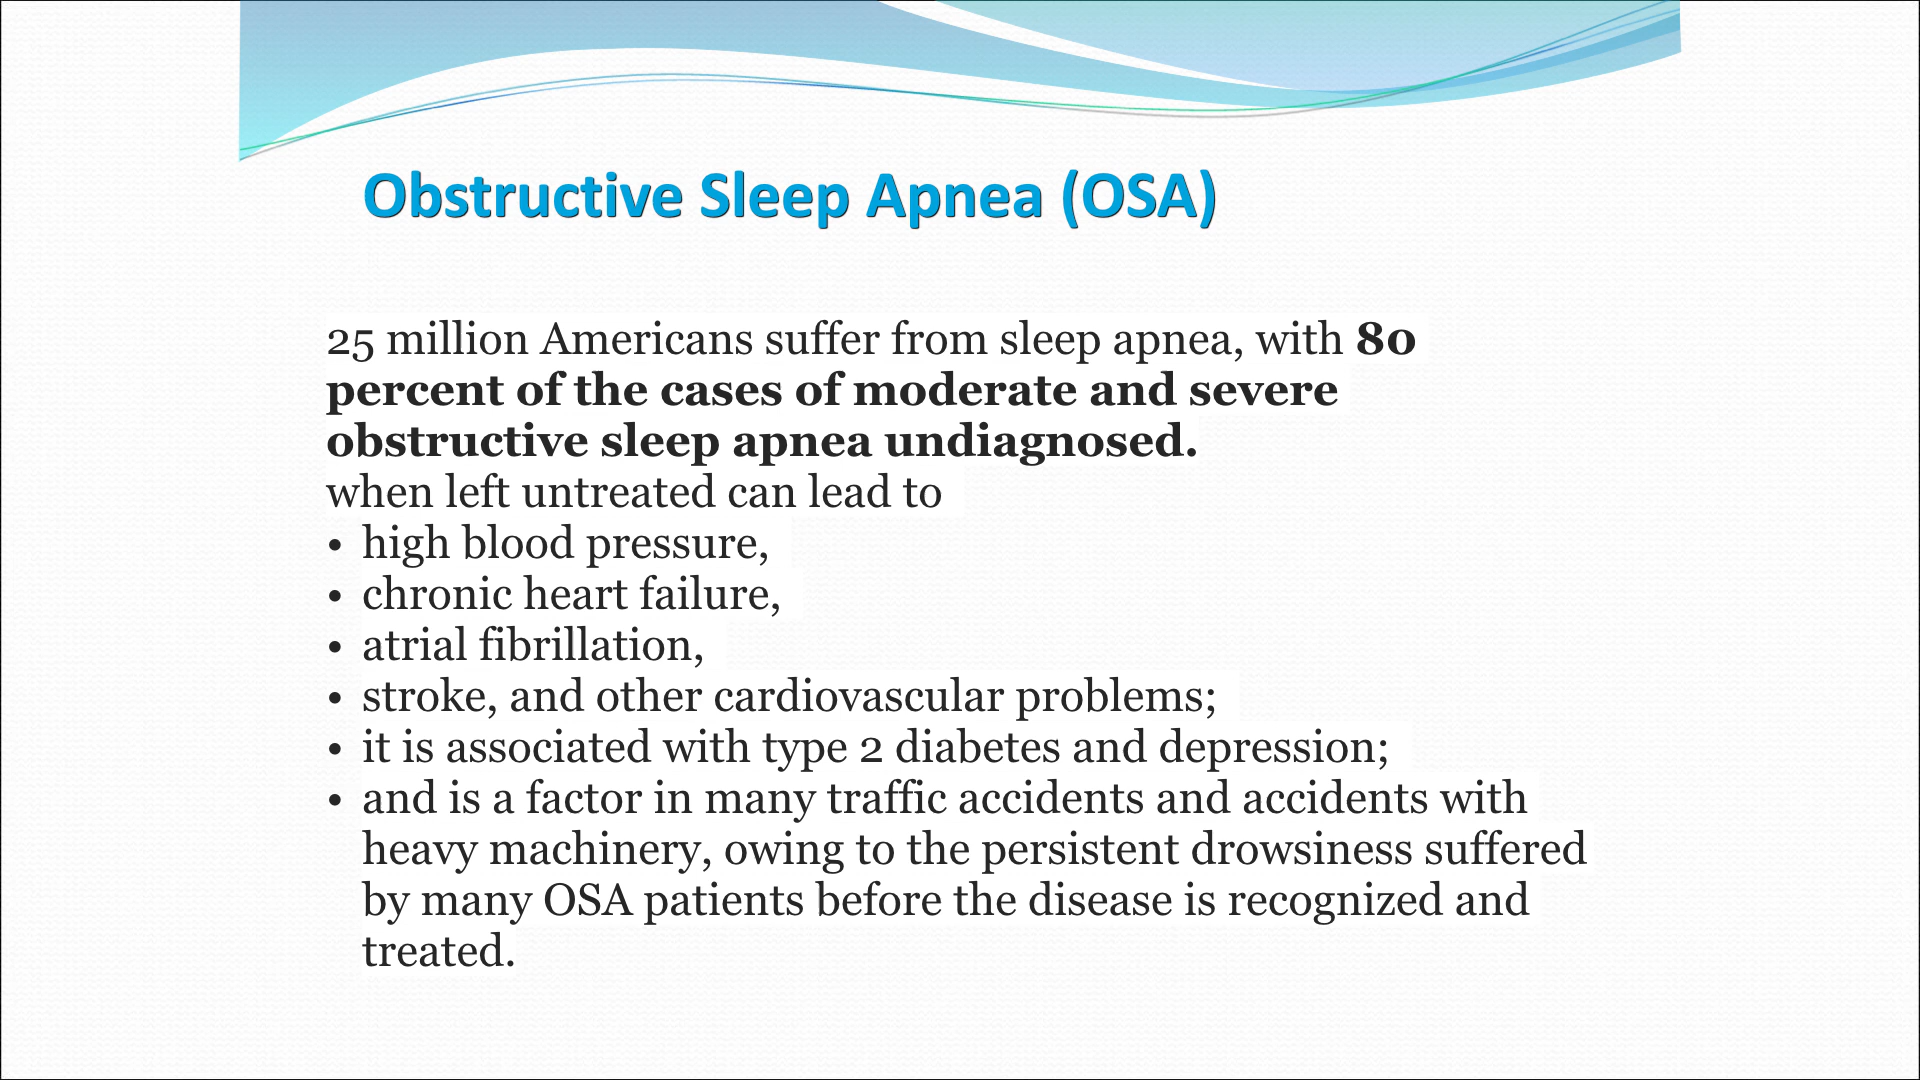 Obstructive Sleep Apnea (OSA)
25 million Americans suffer from sleep apnea, with 80
percent of the cases of moderate and severe
obstructive sleep apnea undiagnosed.
when left untreated can lead to
• high blood pressure,
• chronic heart failure,
• atrial fibrillation,
• stroke, and other cardiovascular problems;
• it is associated with type 2 diabetes and depression;
• and is a factor in many traffic accidents and accidents with
heavy machinery, owing to the persistent drowsiness suffered
by many OSA patients before the disease is recognized and
treated.